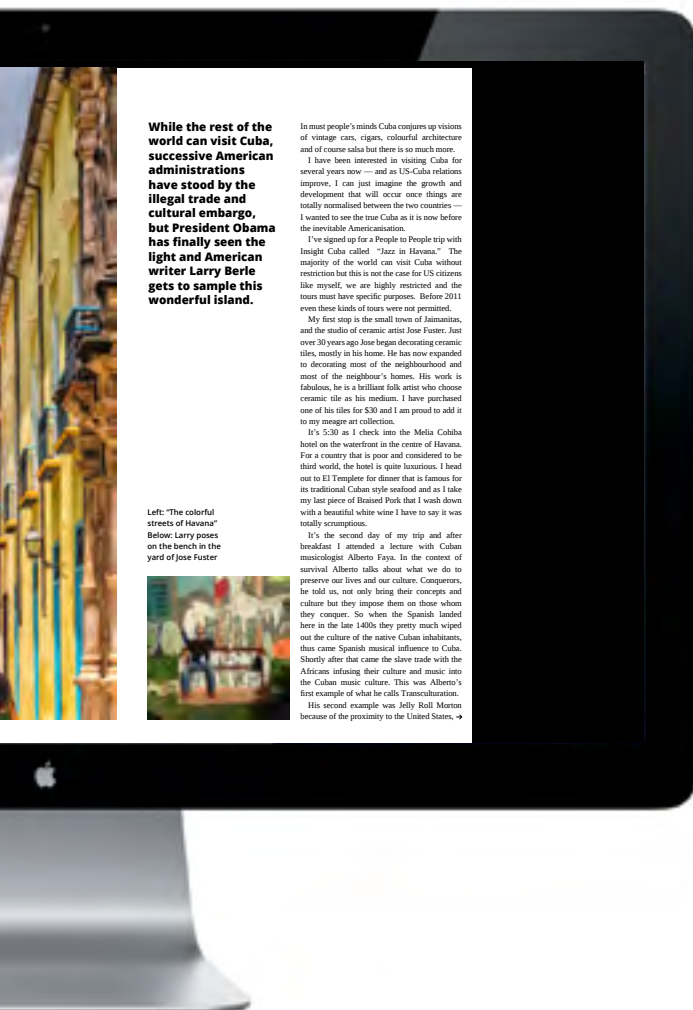 While the rest of the
world can visit Cuba,
successive American
administrations
have stood by the
illegal trade and
cultural embargo,
but President Obama
has finally seen the
light and American
writer Larry Berle
gets to sample this
wonderful island.
Left: “The colorful
streets of Havana”
Below: Larry poses
on the bench in the
yard of Jose Fuster
In must people’s minds Cuba conjures up visions
of vintage cars, cigars, colourful architecture
and of course salsa but there is so much more.
I have been interested in visiting Cuba for
several years now — and as US-Cuba relations
improve, I can just imagine the growth and
development that will occur once things are
totally normalised between the two countries —
I wanted to see the true Cuba as it is now before
the inevitable Americanisation.
I’ve signed up for a People to People trip with
Insight Cuba called “Jazz in Havana.” The
majority of the world can visit Cuba without
restriction but this is not the case for US citizens
like myself, we are highly restricted and the
tours must have specific purposes. Before 2011
even these kinds of tours were not permitted.
My first stop is the small town of Jaimanitas,
and the studio of ceramic artist Jose Fuster. Just
over 30 years ago Jose began decorating ceramic
tiles, mostly in his home. He has now expanded
to decorating most of the neighbourhood and
most of the neighbour’s homes. His work is
fabulous, he is a brilliant folk artist who choose
ceramic tile as his medium. I have purchased
one of his tiles for $30 and I am proud to add it
to my meagre art collection.
It’s 5:30 as I check into the Melia Cohiba
hotel on the waterfront in the centre of Havana.
For a country that is poor and considered to be
third world, the hotel is quite luxurious. I head
out to El Templete for dinner that is famous for
its traditional Cuban style seafood and as I take
my last piece of Braised Pork that I wash down
with a beautiful white wine I have to say it was
totally scrumptious.
It’s the second day of my trip and after
breakfast I attended a lecture with Cuban
musicologist Alberto Faya. In the context of
survival Alberto talks about what we do to
preserve our lives and our culture. Conquerors,
he told us, not only bring their concepts and
culture but they impose them on those whom
they conquer. So when the Spanish landed
here in the late 1400s they pretty much wiped
out the culture of the native Cuban inhabitants,
thus came Spanish musical influence to Cuba.
Shortly after that came the slave trade with the
Africans infusing their culture and music into
the Cuban music culture. This was Alberto’s
first example of what he calls Transculturation.
His second example was Jelly Roll Morton
because of the proximity to the United States, →